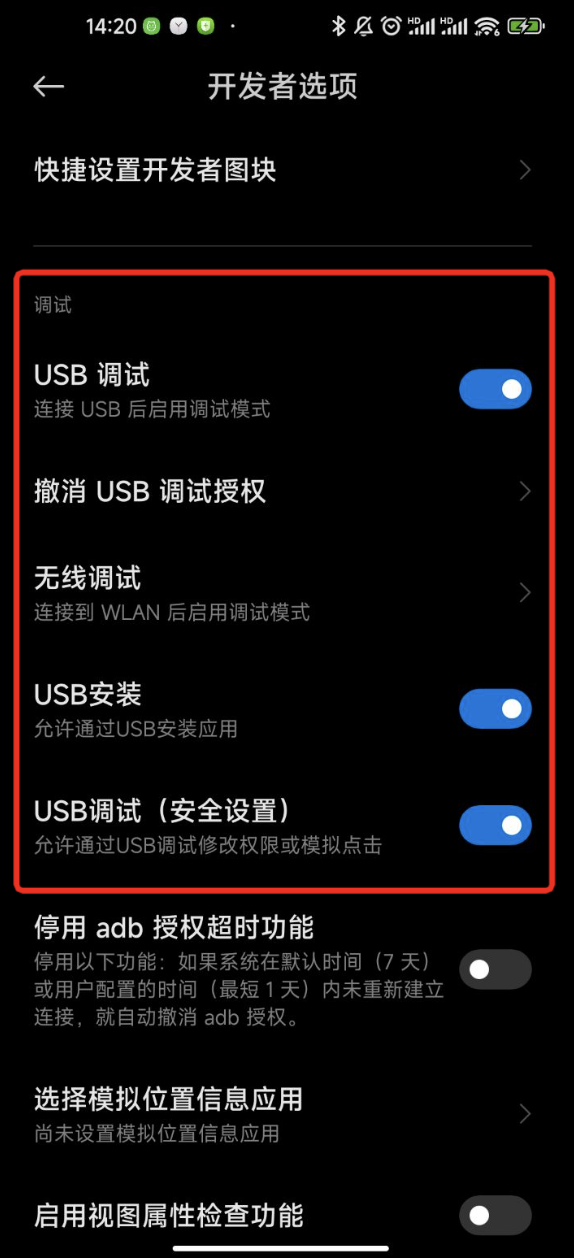 14:20
HD HD 6
开发者选项
快捷设置开发者图块
调试
USB 调试
连接 USB 后启用调试模式
撤消 USB 调试授权
无线调试
连接到 WLAN 后启用调试模式
USB安装
允许通过USB安装应用
USB调试（安全设置）
允许通过USB调试修改权限或模拟点击
停用 adb 授权超时功能
停用以下功能：如果系统在默认时间（7 天）
或用户配置的时间（最短 1 天）内未重新建立
连接，就自动撤消 adb 授权。
选择模拟位置信息应用
尚未设置模拟位置信息应用
启用视图属性检查功能